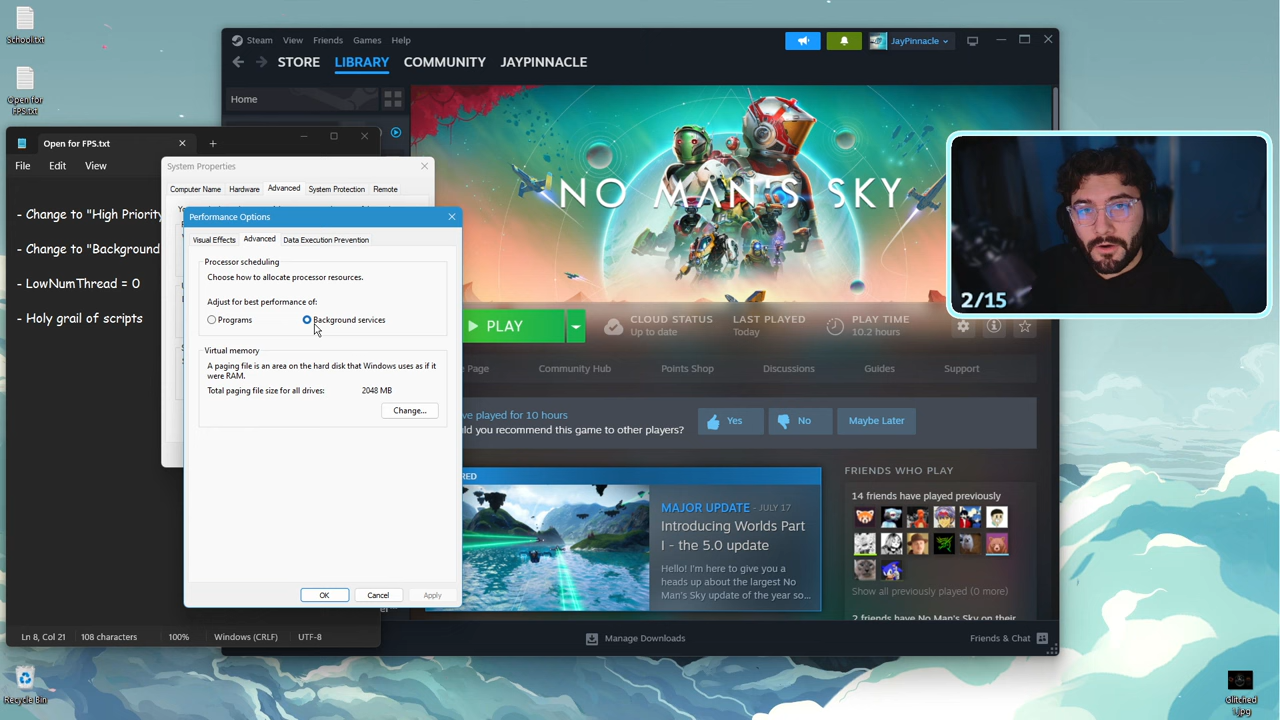 School.txt
Open for
FPS.txt
Steam View Friends Games Help
JayPinnacle
STORE LIBRARY COMMUNITY JAYPINNACLE
Home
Open for FPS.txt
File Edit View
- Change to "High Priority
- Change to "Background
- LowNumThread = 0
- Holy grail of scripts
Ln 8, Col 21 108 characters 100% Windows (CRLF) UTF-8
System Properties
Computer Name Hardware Advanced System Protection Remote
Performance Options
Visual Effects Advanced Data Execution Prevention
Processor scheduling
Choose how to allocate processor resources.
Adjust for best performance of:
Programs Background services
Virtual memory
A paging file is an area on the hard disk that Windows uses as if it
were RAM.
Total paging file size for all drives: 2048 MB
Change...
OK Cancel Apply
NO MAN'S SKY
2/15
PLAY
CLOUD STATUS
Up to date
LAST PLAYED
Today
PLAY TIME
10.2 hours
Page Community Hub Points Shop Discussions Guides Support
played for 10 hours
you recommend this game to other players?
Yes No Maybe Later
RED
MAJOR UPDATE - JULY 17
Introducing Worlds Part
I - the 5.0 update
Hello! I'm here to give you a
heads up about the largest No
Man's Sky update of the year so...
FRIENDS WHO PLAY
14 friends have played previously
Show all previously played (0 more)
2 friends have No Man's Sky on their
Manage Downloads
Friends & Chat
Recycle Bin
Glitched